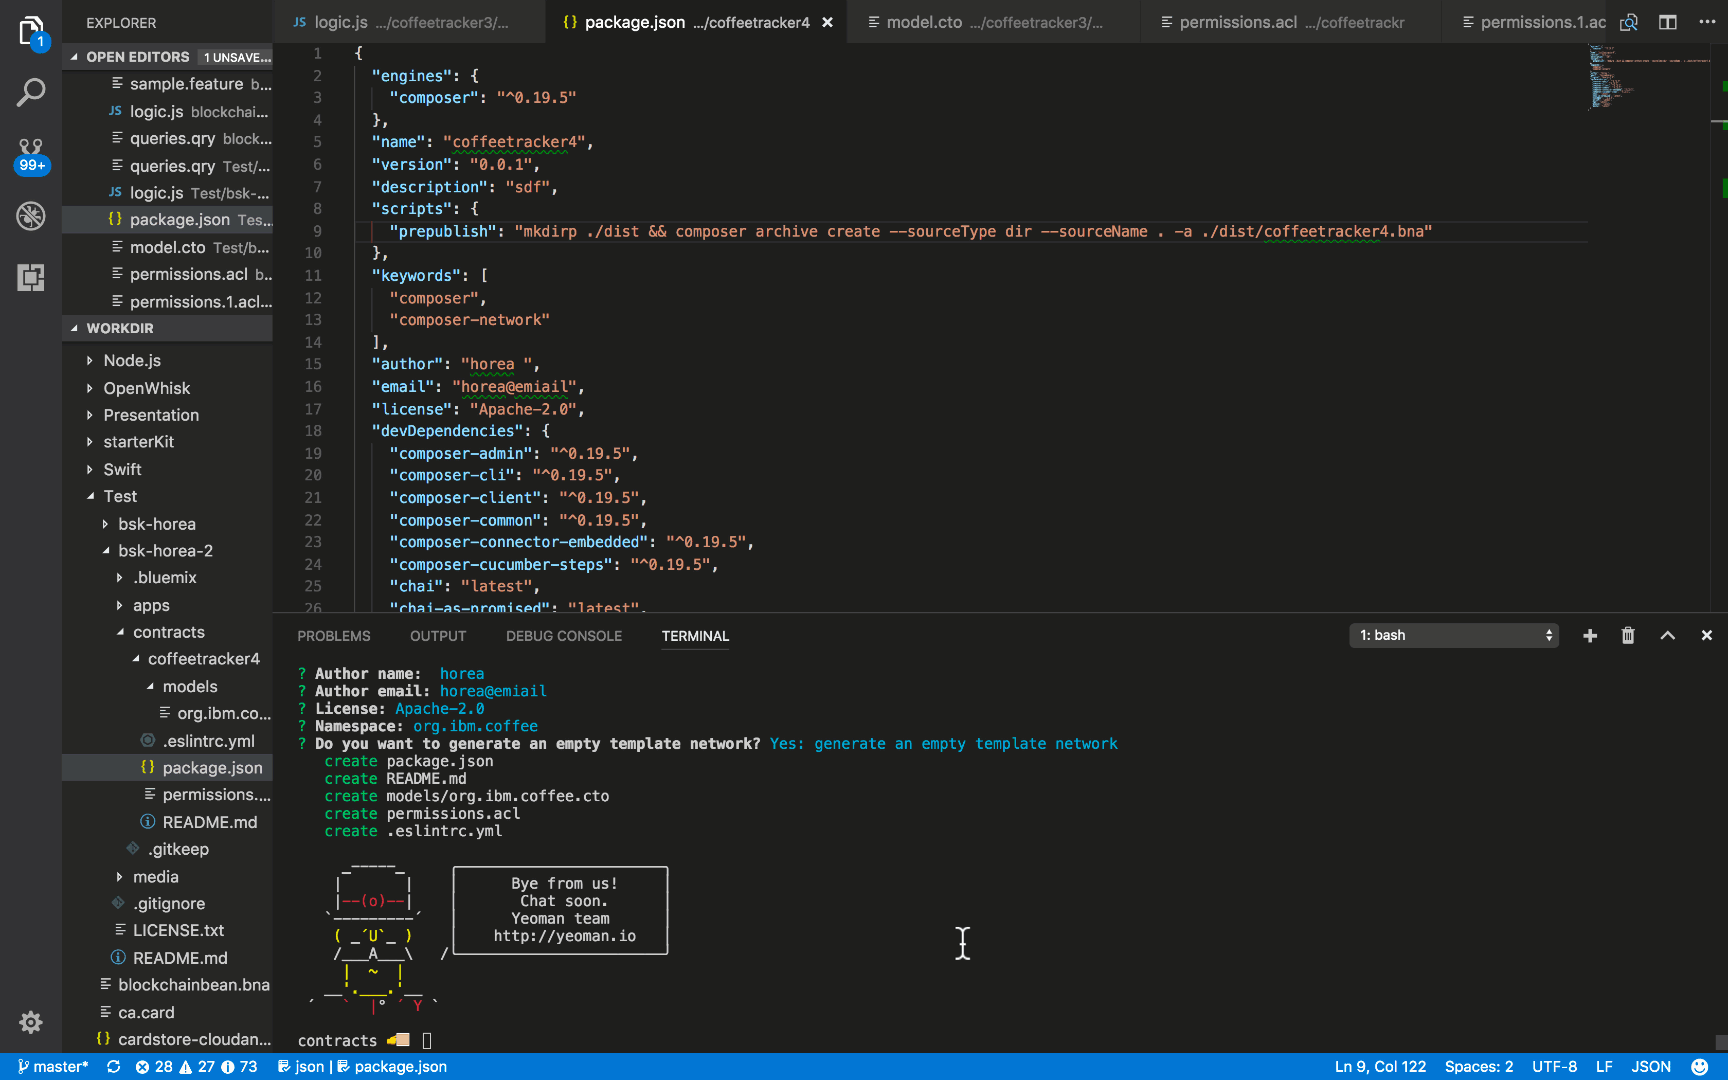 EXPLORER
OPEN EDITORS 1 UNSAVE...
sample.feature b...
JS logic.js blockchai...
queries.qry block...
queries.qry Test/...
JS logic.js Test/bsk-...
{} package.json Tes...
model.cto Test/b...
permissions.acl b...
permissions.1.acl...
WORKDIR
Node.js
OpenWhisk
Presentation
starterKit
Swift
Test
bsk-horea
bsk-horea-2
.bluemix
apps
contracts
coffeetracker4
models
org.ibm.co...
.eslintrc.yml
{} package.json
permissions....
README.md
.gitkeep
media
.gitignore
LICENSE.txt
README.md
blockchainbean.bna
ca.card
{} cardstore-cloudan...
1
99+
JS logic.js .../coffeetracker3/...
{} package.json .../coffeetracker4
model.cto .../coffeetracker3/...
permissions.acl .../coffeetrackr
permissions.1.ac
1 {
2 "engines": {
3 "composer": "^0.19.5"
4 },
5 "name": "coffeetracker4",
6 "version": "0.0.1",
7 "description": "sdf",
8 "scripts": {
9 "prepublish": "mkdirp ./dist && composer archive create --sourceType dir --sourceName . -a ./dist/coffeetracker4.bna"
10 },
11 "keywords": [
12 "composer",
13 "composer-network"
14 ],
15 "author": "horea ",
16 "email": "horea@emiail",
17 "license": "Apache-2.0",
18 "devDependencies": {
19 "composer-admin": "^0.19.5",
20 "composer-cli": "^0.19.5",
21 "composer-client": "^0.19.5",
22 "composer-common": "^0.19.5",
23 "composer-connector-embedded": "^0.19.5",
24 "composer-cucumber-steps": "^0.19.5",
25 "chai": "latest",
26 "chai-as-promised": "latest",
PROBLEMS OUTPUT DEBUG CONSOLE TERMINAL
1: bash
? Author name: horea
? Author email: horea@emiail
? License: Apache-2.0
? Namespace: org.ibm.coffee
? Do you want to generate an empty template network? Yes: generate an empty template network
create package.json
create README.md
create models/org.ibm.coffee.cto
create permissions.acl
create .eslintrc.yml
Bye from us!
Chat soon.
Yeoman team
http://yeoman.io
contracts
master* 28 27 73 json | package.json
Ln 9, Col 122 Spaces: 2 UTF-8 LF JSON